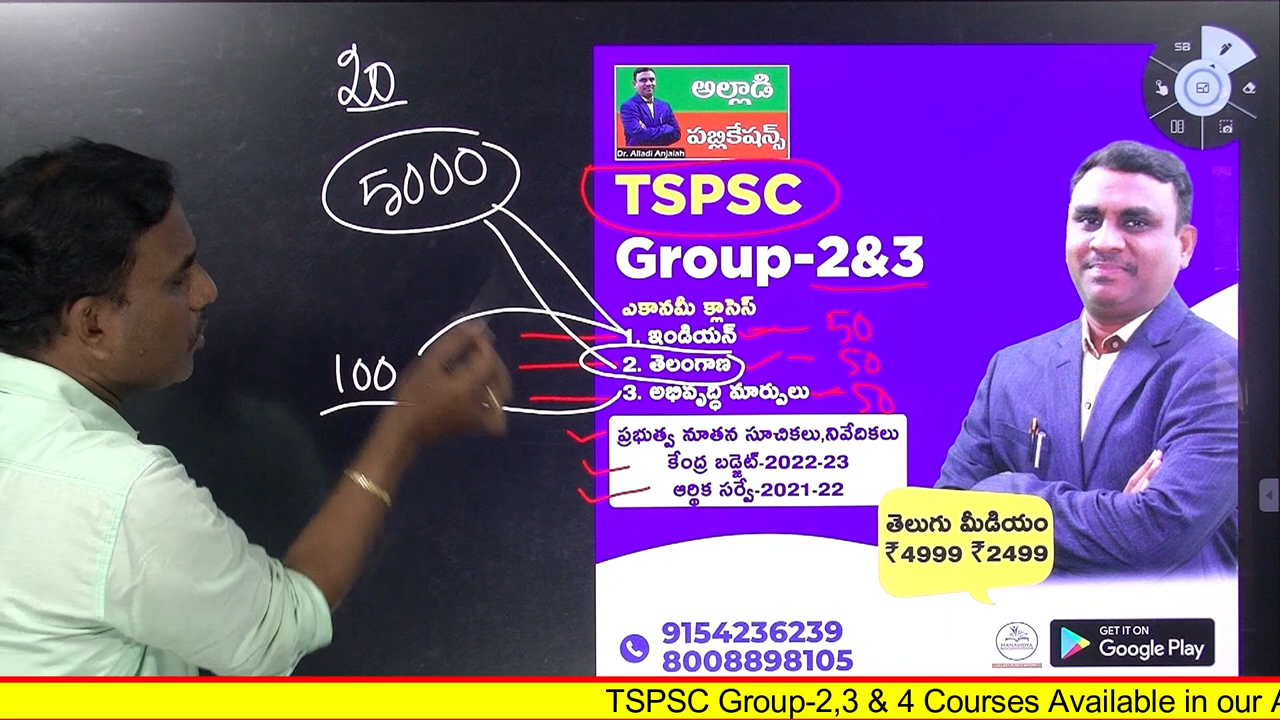 20
5000
100
అల్లాడి
పబ్లికేషన్స్
Dr. Alladi Anjaiah
TSPSC
Group-2&3
ఎకానమీ క్లాసెస్
1. ఇండియన్ 50
2. తెలంగాణ 50
3. అభివృద్ధి మార్పులు 50
ప్రభుత్వ నూతన సూచికలు,నివేదికలు
కేంద్ర బడ్జెట్-2022-23
ఆర్థిక సర్వే-2021-22
తెలుగు మీడియం
₹4999 ₹2499
9154236239
8008898105
GET IT ON
Google Play
TSPSC Group-2,3 & 4 Courses Available in our A